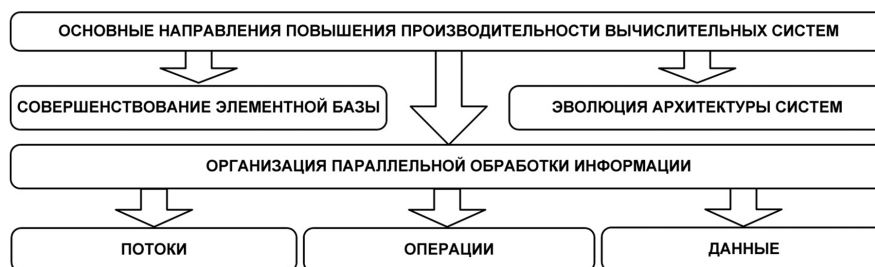 ОСНОВНЫЕ НАПРАВЛЕНИЯ ПОВЫШЕНИЯ ПРОИЗВОДИТЕЛЬНОСТИ ВЫЧИСЛИТЕЛЬНЫХ СИСТЕМ
СОВЕРШЕНСТВОВАНИЕ ЭЛЕМЕНТНОЙ БАЗЫ
ЭВОЛЮЦИЯ АРХИТЕКТУРЫ СИСТЕМ
ОРГАНИЗАЦИЯ ПАРАЛЛЕЛЬНОЙ ОБРАБОТКИ ИНФОРМАЦИИ
ПОТОКИ
ОПЕРАЦИИ
ДАННЫЕ